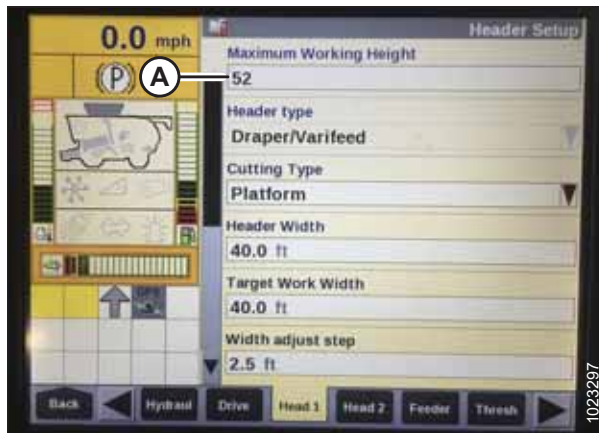 0.0 mph
(P)
A
Header Setup
Maximum Working Height
52
Header type
Draper/Varifeed
Cutting Type
Platform
Header Width
40.0 ft
Target Work Width
40.0 ft
Width adjust step
2.5 ft
Back
Hydraul
Drive
Head 1
Head 2
Feeder
Thresh
1023297